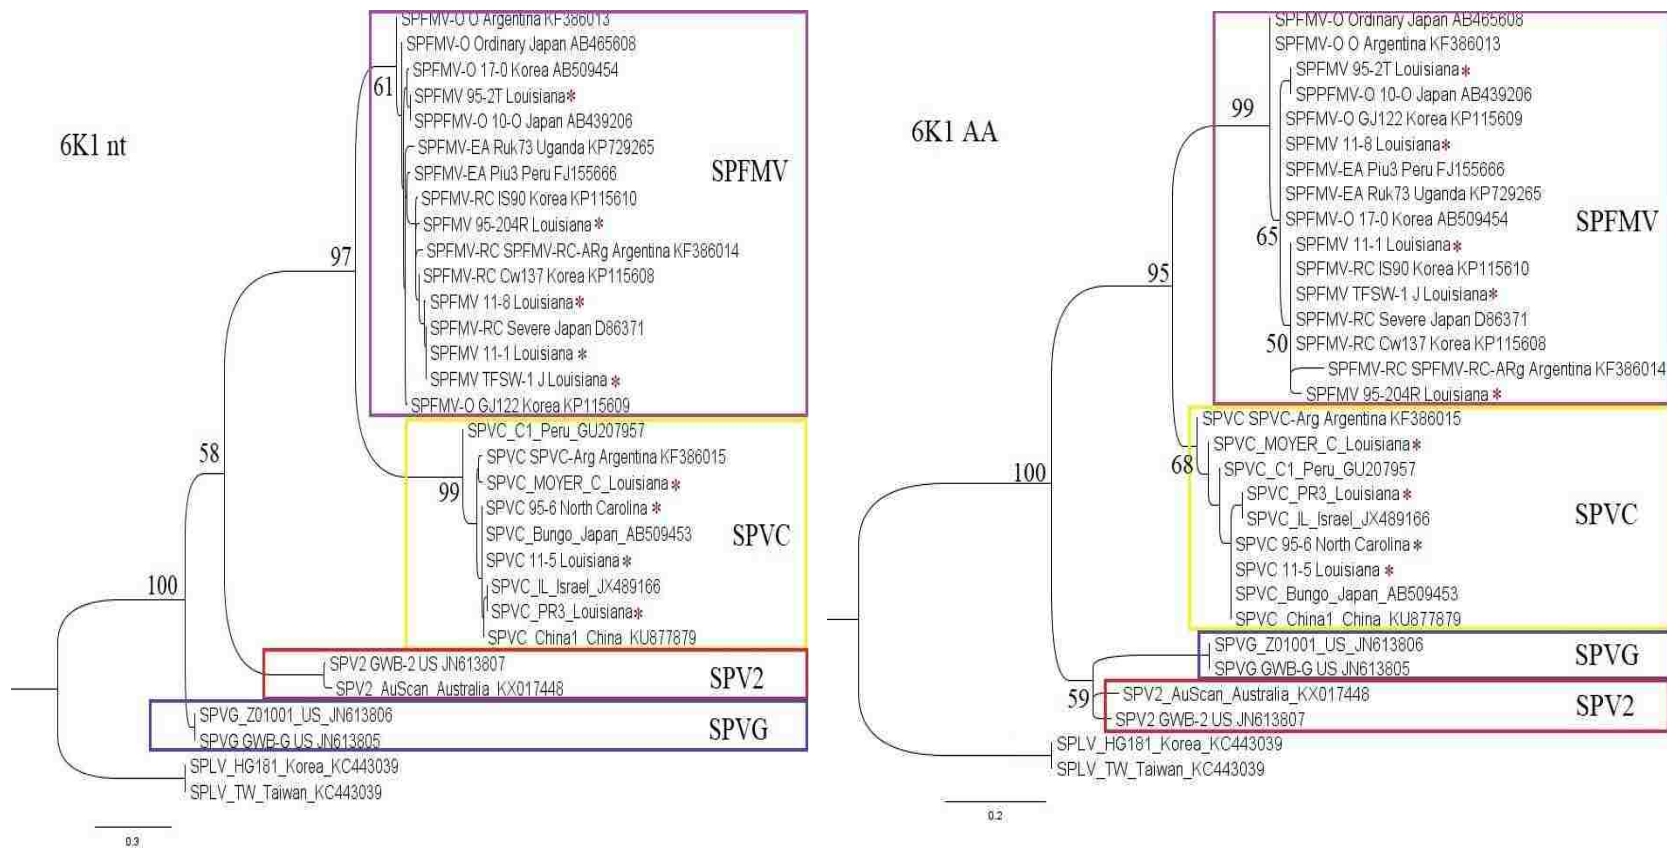 6K1 nt
SPFMV-O O Argentina KF386013
SPFMV-O Ordinary Japan AB465608
SPFMV-O 17-0 Korea AB509454
61
SPFMV 95-2T Louisiana*
SPPFMV-O 10-O Japan AB439206
SPFMV-EA Ruk73 Uganda KP729265
SPFMV-EA Piu3 Peru FJ155666
SPFMV
SPFMV-RC IS90 Korea KP115610
SPFMV 95-204R Louisiana*
SPFMV-RC SPFMV-RC-ARg Argentina KF386014
97
SPFMV-RC Cw137 Korea KP115608
SPFMV 11-8 Louisiana*
SPFMV-RC Severe Japan D86371
SPFMV 11-1 Louisiana*
SPFMV TFSW-1 J Louisiana*
SPFMV-O GJ122 Korea KP115609
SPVC_C1_Peru_GU207957
58
SPVC SPVC-Arg Argentina KF386015
SPVC_MOYER_C_Louisiana*
99
SPVC 95-6 North Carolina*
SPVC_Bungo_Japan_AB509453
SPVC
SPVC 11-5 Louisiana*
SPVC_IL_Israel_JX489166
100
SPVC_PR3_Louisiana*
SPVC_China1_China_KU877879
SPV2 GWB-2 US JN613807
SPV2_AuScan_Australia_KX017448
SPV2
SPVG_Z01001_US_JN613806
SPVG GWB-G US JN613805
SPVG
SPLV_HG181_Korea_KC443039
SPLV_TW_Taiwan_KC443039
0.3
6K1 AA
SPFMV-O Ordinary Japan AB465608
SPFMV-O O Argentina KF386013
SPFMV 95-2T Louisiana*
SPPFMV-O 10-O Japan AB439206
99
SPFMV-O GJ122 Korea KP115609
SPFMV 11-8 Louisiana*
SPFMV-EA Piu3 Peru FJ155666
SPFMV-EA Ruk73 Uganda KP729265
SPFMV-O 17-0 Korea AB509454
SPFMV
65
SPFMV 11-1 Louisiana*
SPFMV-RC IS90 Korea KP115610
95
SPFMV TFSW-1 J Louisiana*
SPFMV-RC Severe Japan D86371
50
SPFMV-RC Cw137 Korea KP115608
SPFMV-RC SPFMV-RC-ARg Argentina KF386014
SPFMV 95-204R Louisiana*
SPVC SPVC-Arg Argentina KF386015
SPVC_MOYER_C_Louisiana*
68
SPVC_C1_Peru_GU207957
100
SPVC_PR3_Louisiana*
SPVC_IL_Israel_JX489166
SPVC
SPVC 95-6 North Carolina*
SPVC 11-5 Louisiana*
SPVC_Bungo_Japan_AB509453
SPVC_China1_China_KU877879
SPVG_Z01001_US_JN613806
SPVG GWB-G US JN613805
SPVG
59
SPV2_AuScan_Australia_KX017448
SPV2 GWB-2 US JN613807
SPV2
SPLV_HG181_Korea_KC443039
SPLV_TW_Taiwan_KC443039
0.2